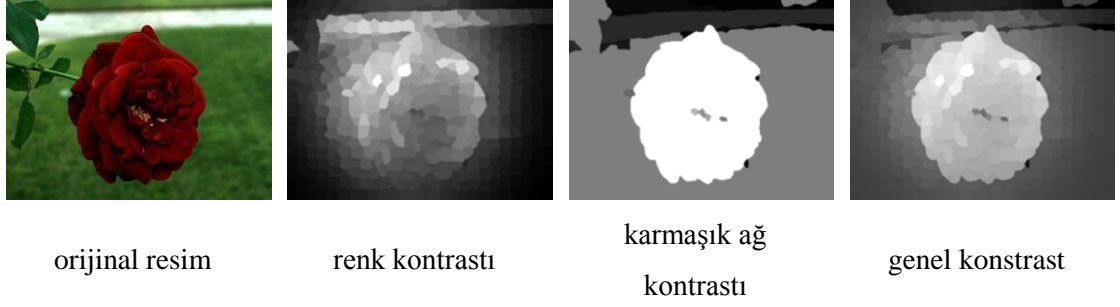 orijinal resim
renk kontrastı
karmaşık ağ
kontrastı
genel konstrast